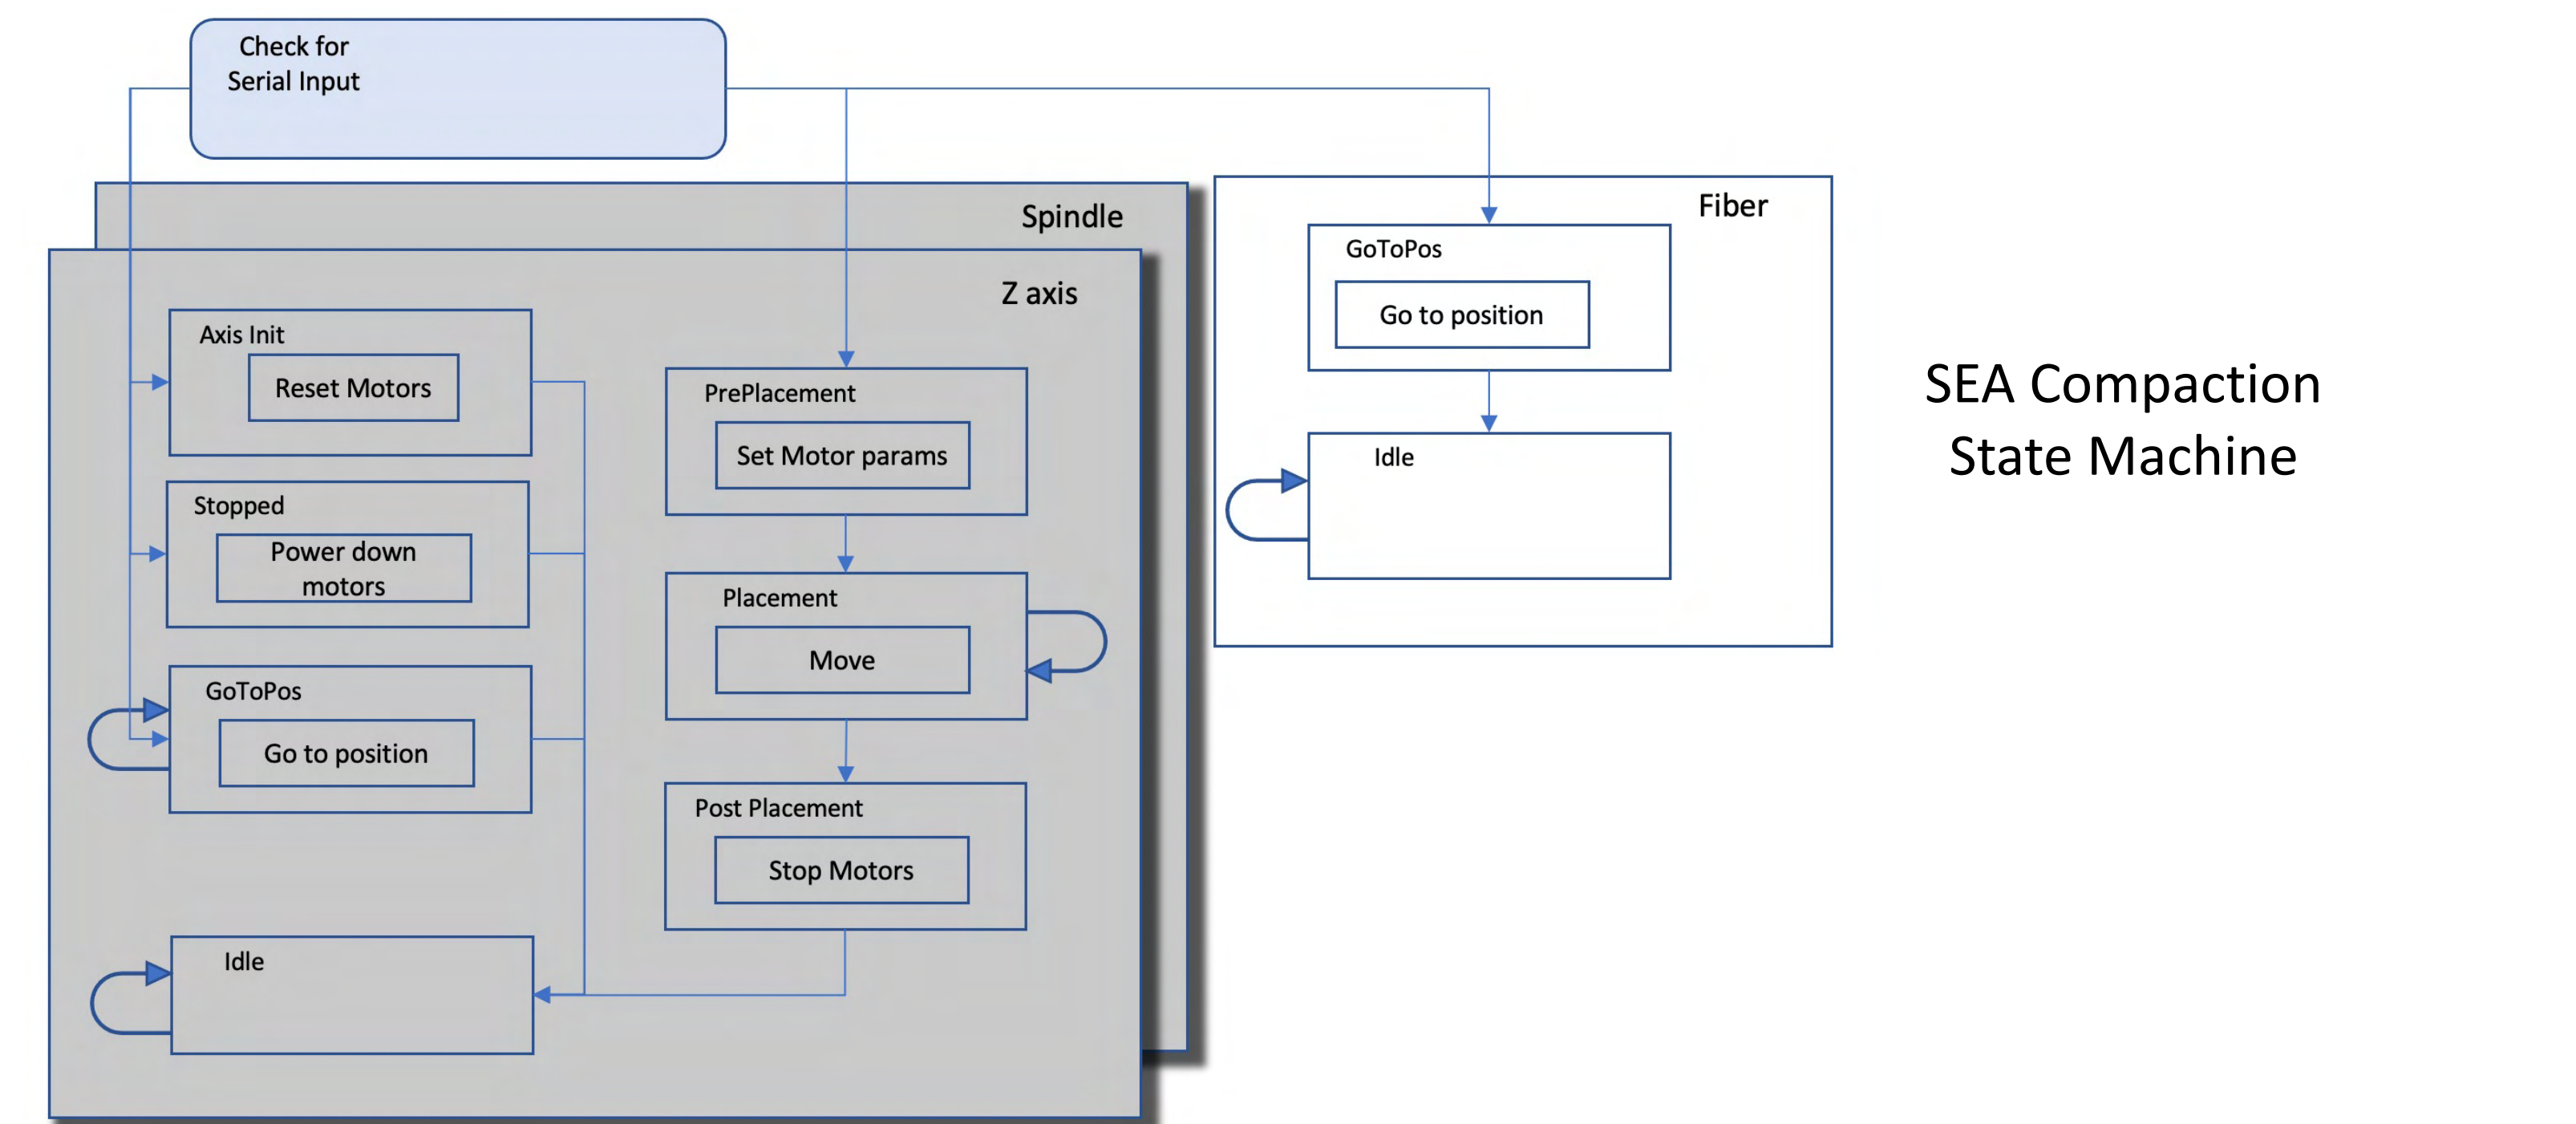 Check for
Serial Input
Spindle
Z axis
Axis Init
Reset Motors
Stopped
Power down
motors
GoToPos
Go to position
Idle
PrePlacement
Set Motor params
Placement
Move
Post Placement
Stop Motors
Fiber
GoToPos
Go to position
Idle
SEA Compaction
State Machine